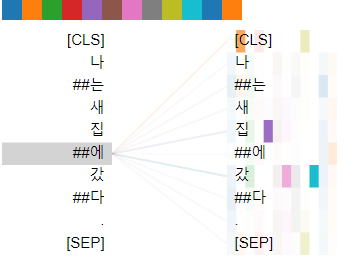 [CLS] [CLS]
나 나
##는 ##는
새 새
집 집
##에 ##에
갔 갔
##다 ##다
. .
[SEP] [SEP]